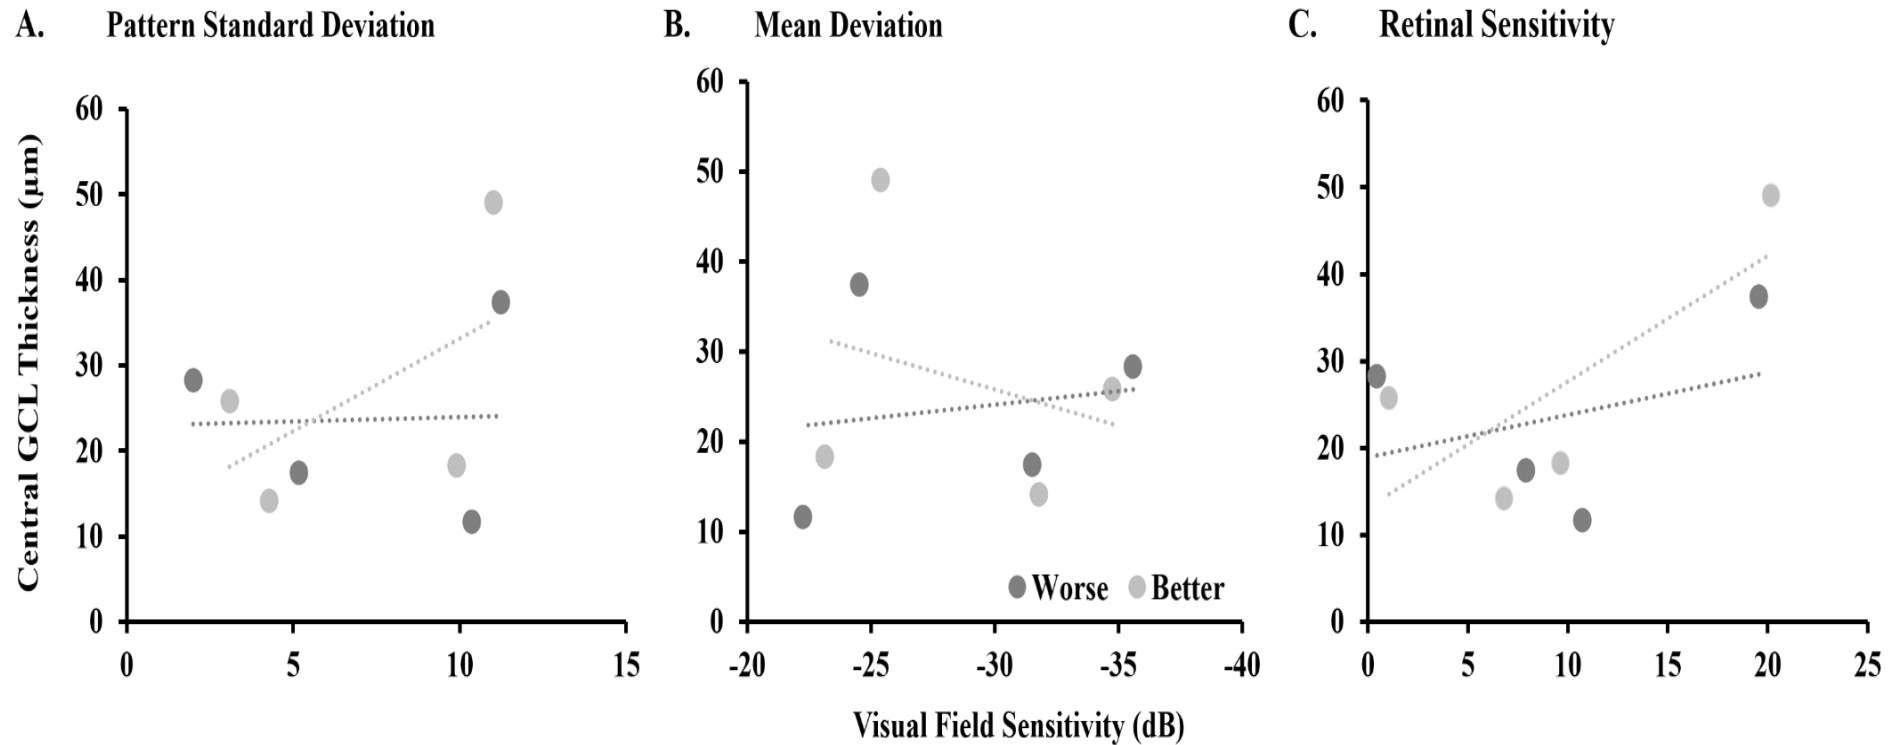 A. Pattern Standard Deviation
B. Mean Deviation
C. Retinal Sensitivity
Central GCL Thickness (μm)
60
50
40
30
20
10
0
0 5 10 15
60
50
40
30
20
10
0
-20 -25 -30 -35 -40
Worse Better
60
50
40
30
20
10
0
0 5 10 15 20 25
Visual Field Sensitivity (dB)